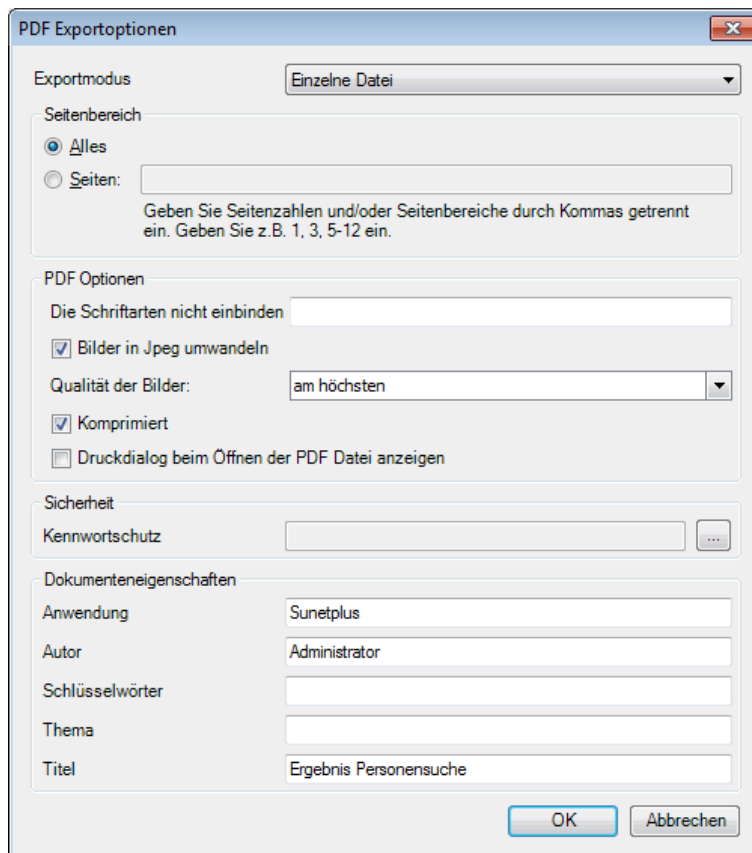 PDF Exportoptionen
Exportmodus Einzelne Datei
Seitenbereich
Alles
Seiten:
Geben Sie Seitenzahlen und/oder Seitenbereiche durch Kommas getrennt
ein. Geben Sie z.B. 1, 3, 5-12 ein.
PDF Optionen
Die Schriftarten nicht einbinden
Bilder in Jpeg umwandeln
Qualität der Bilder: am höchsten
Komprimiert
Druckdialog beim Öffnen der PDF Datei anzeigen
Sicherheit
Kennwortschutz ...
Dokumenteneigenschaften
Anwendung Sunetplus
Autor Administrator
Schlüsselwörter
Thema
Titel Ergebnis Personensuche
OK Abbrechen